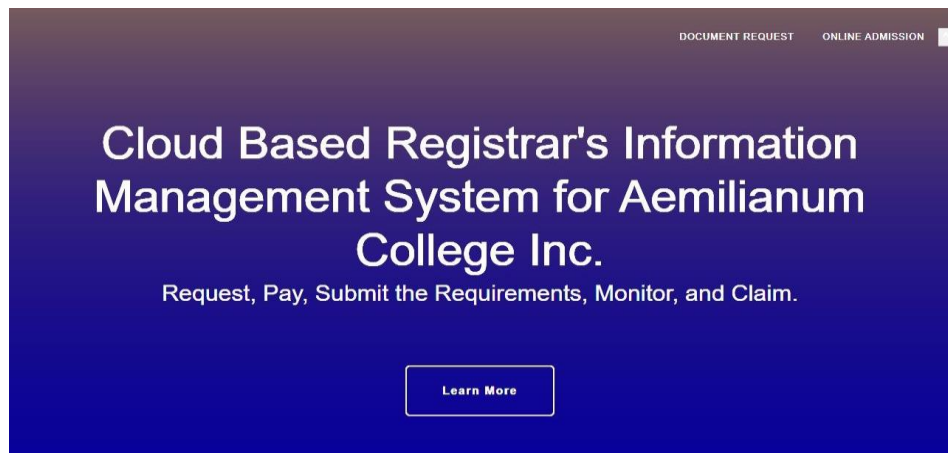 DOCUMENT REQUEST ONLINE ADMISSION
Cloud Based Registrar's Information
Management System for Aemilianum
College Inc.
Request, Pay, Submit the Requirements, Monitor, and Claim.
Learn More